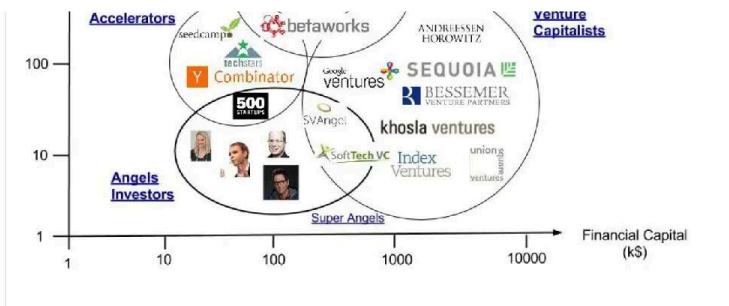 Accelerators
seedcamp
betaworks
ANDREESSEN
HOROWITZ
Venture
Capitalists
techstars
100
Y Combinator
Google
ventures
SEQUOIA
BESSEMER
VENTURE PARTNERS
500
STARTUPS
SVAngel
khosla ventures
10
SoftTech VC
Index
Ventures
union
square
ventures
Angels
Investors
Super Angels
1
1
10
100
1000
10000
Financial Capital
(k$)